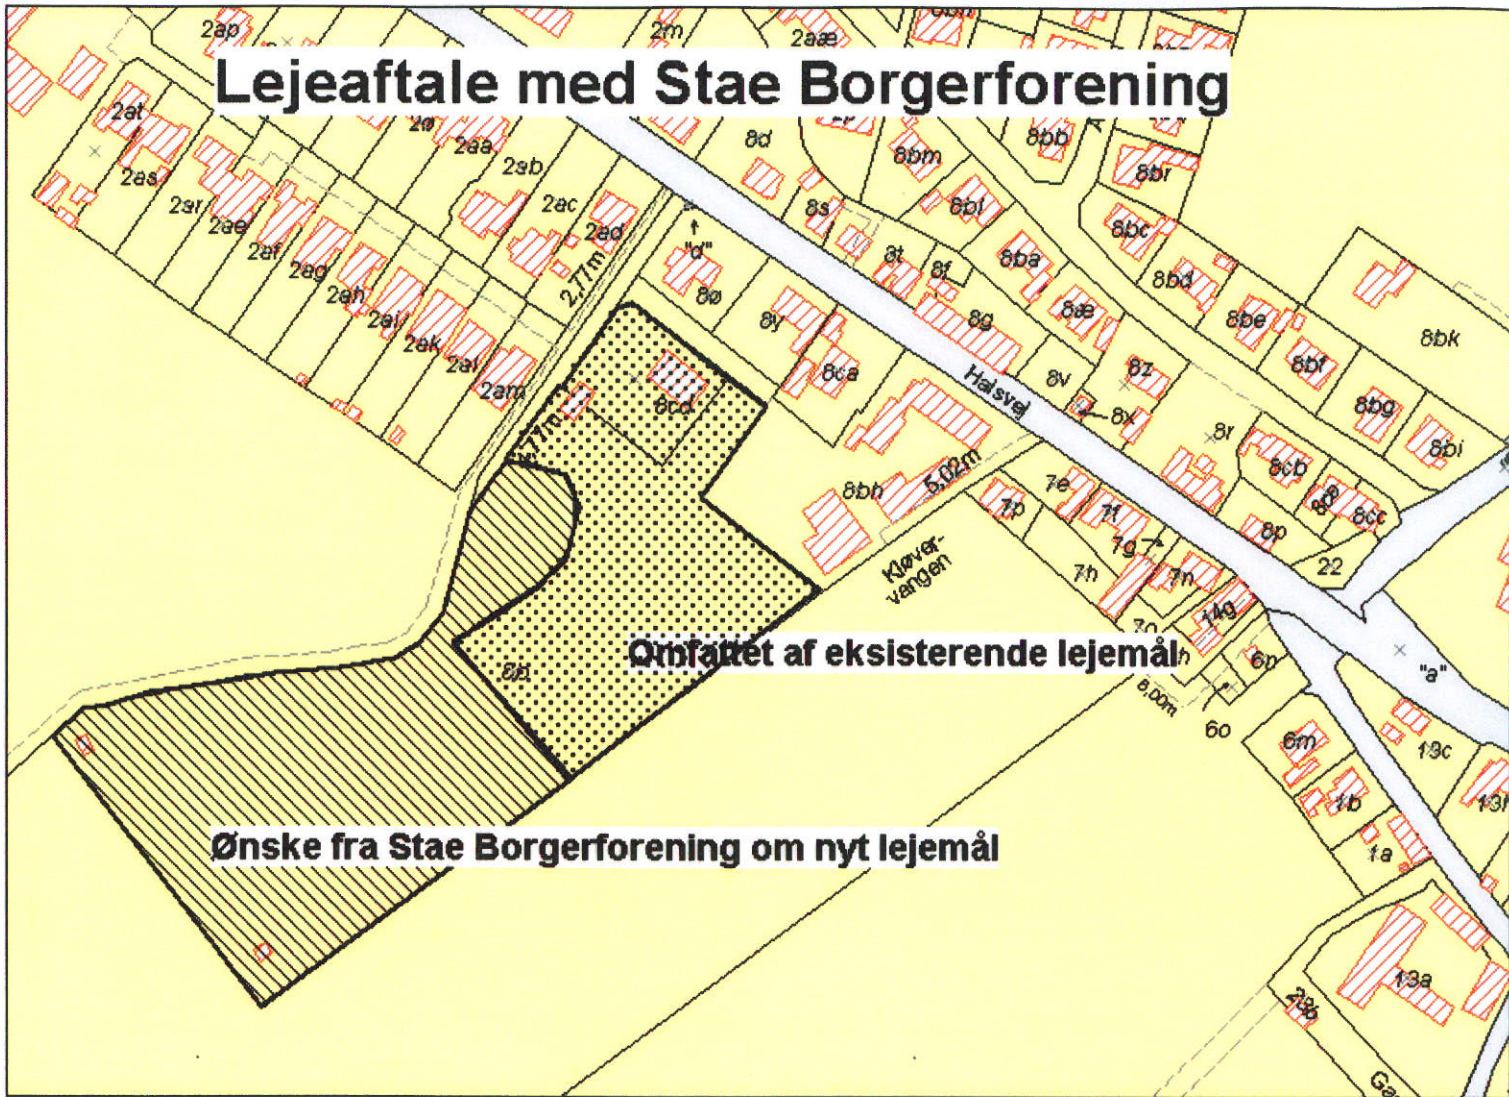 Lejeaftale med Stae Borgerforening
2ap
2m
2aæ
2at
2as
2ar
2ae
2af
2ag
2ah
2ai
2ak
2al
2am
2ø
2aa
2ab
2ac
2ad
2,77m
"d"
8d
8s
8t
8f
8g
8v
8x
8z
8r
8bm
8bl
8ba
8æ
8bb
8br
8bc
8bd
8be
8bf
8bg
8bi
8bk
8ø
8y
8ca
8cd
8bh
5,02m
Halsvej
8cb
8cc
8p
22
7e
7p
7f
7g
7h
7n
14g
Kløver-
vangen
Omfattet af eksisterende lejemål
6p
8,00m
6o
"a"
6m
1b
1a
13c
13a
Ønske fra Stae Borgerforening om nyt lejemål